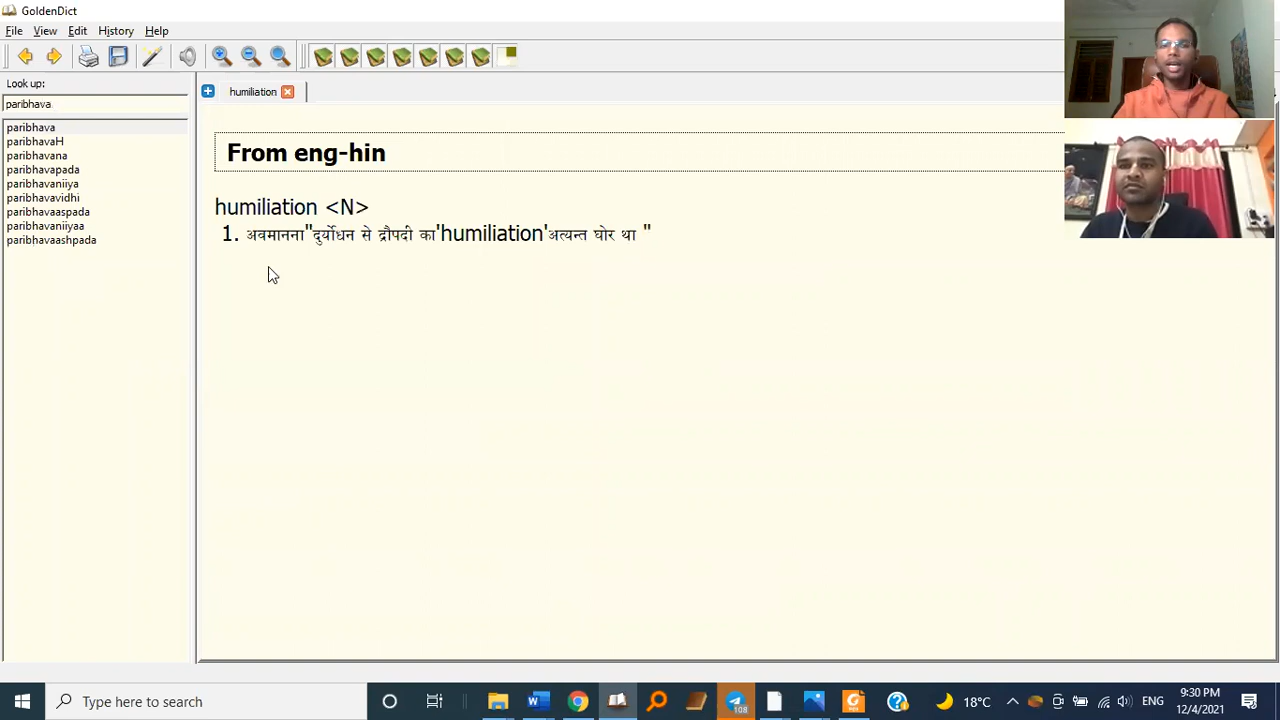 GoldenDict
File View Edit History Help
Look up:
paribhava
paribhava
paribhavaH
paribhavana
paribhavapada
paribhavaniiya
paribhavavidhi
paribhavaaspada
paribhavaniiyaa
paribhavaashpada
humiliation
From eng-hin
humiliation <N>
1. अवमानना"दुर्योधन से द्रौपदी का'humiliation'अत्यन्त घोर था "
Type here to search
108
18°C
ENG
9:30 PM
12/4/2021